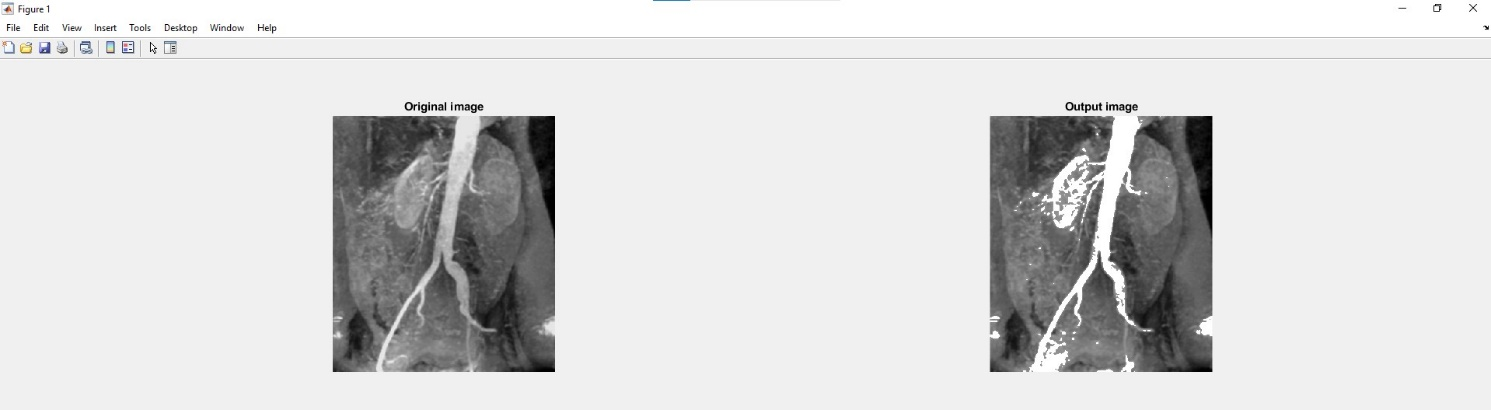 Figure 1
File Edit View Insert Tools Desktop Window Help
Original image
Output image